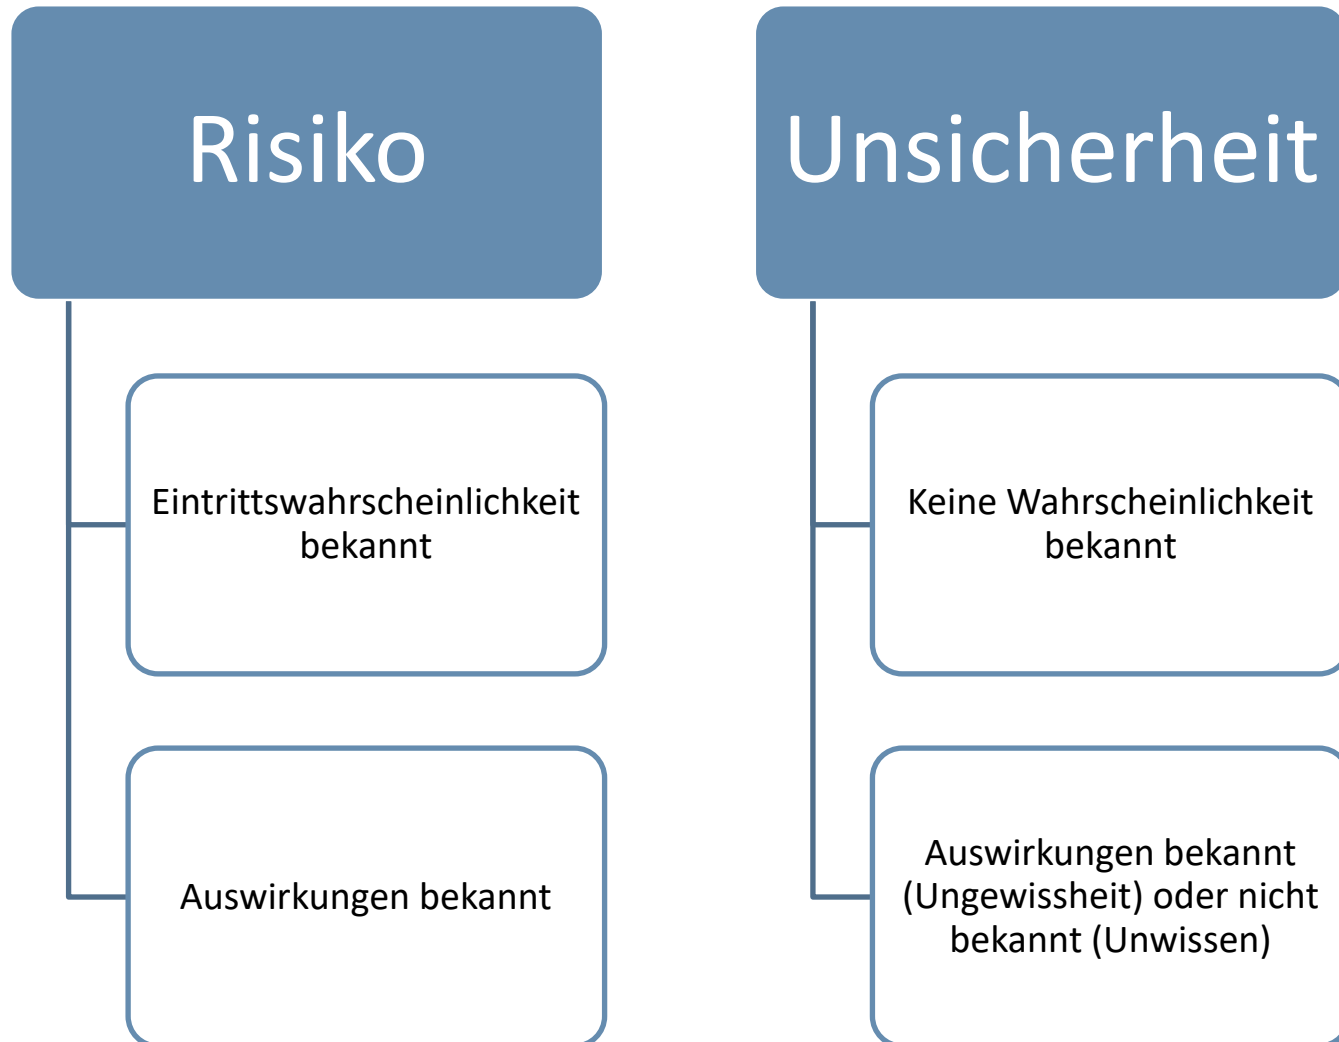 Risiko
Eintrittswahrscheinlichkeit
bekannt
Auswirkungen bekannt
Unsicherheit
Keine Wahrscheinlichkeit
bekannt
Auswirkungen bekannt
(Ungewissheit) oder nicht
bekannt (Unwissen)